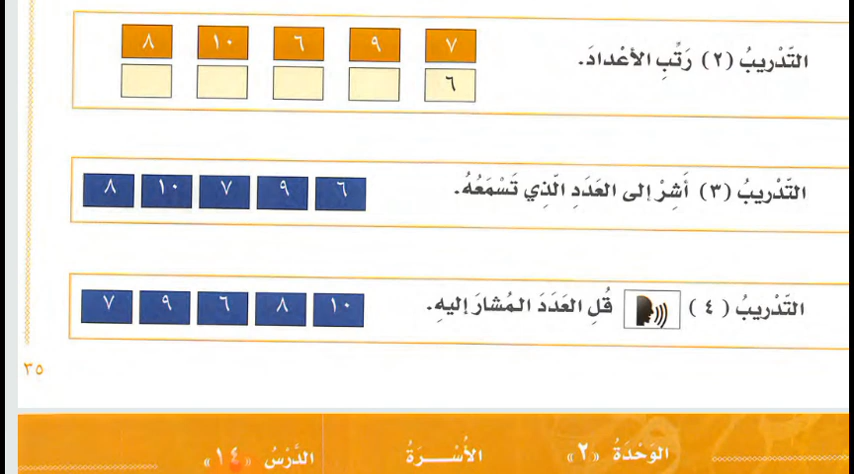 التَّدْرِيبُ (٢) رَتِّبِ الأعْدادَ.
٧ ٩ ٦ ١٠ ٨
٦
التَّدْرِيبُ (٣) أَشِرْ إلى العَدَدِ الّذِي تَسْمَعُهُ.
٦ ٩ ٧ ١٠ ٨
التَّدْرِيبُ (٤) قُلِ العَدَدَ المُشارَ إليهِ.
١٠ ٨ ٦ ٩ ٧
٣٥
الوَحْدَةُ «٢» الأُسْـــرَةُ الدَّرْسُ «١٤»